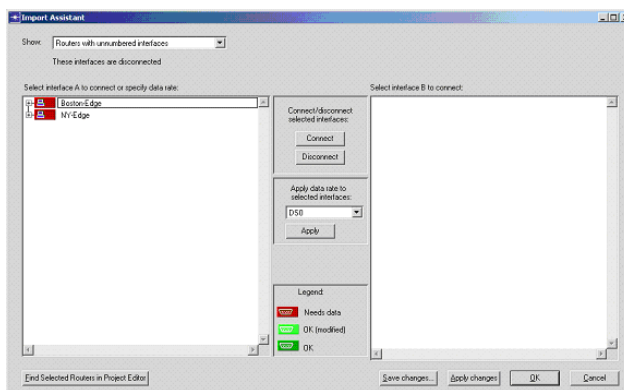 Import Assistant
Show: Routers with unnumbered interfaces
These interfaces are disconnected
Select interface A to connect or specify data rate:
Select interface B to connect:
Boston-Edge
NY-Edge
Connect/disconnect
selected interfaces:
Connect
Disconnect
Apply data rate to
selected interfaces:
DS0
Apply
Legend:
Needs data
OK (modified)
OK
Find Selected Routers in Project Editor
Save changes...
Apply changes
OK
Cancel